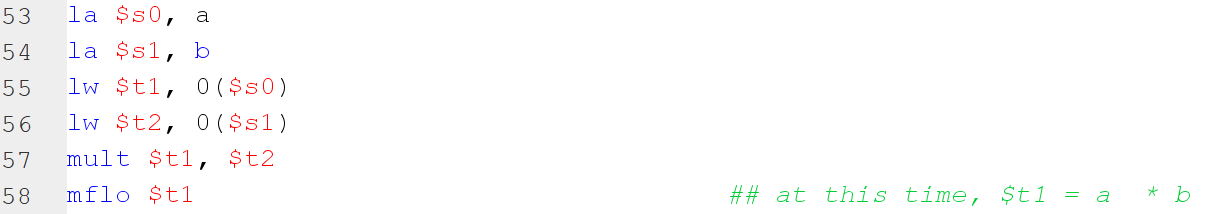 53 la $s0, a
54 la $s1, b
55 lw $t1, 0($s0)
56 lw $t2, 0($s1)
57 mult $t1, $t2
58 mflo $t1 ## at this time, $t1 = a * b